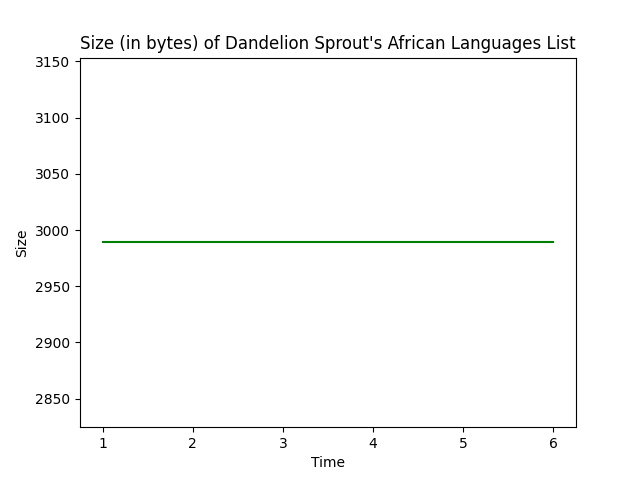 Size (in bytes) of Dandelion Sprout's African Languages List
3150
3100
3050
3000
2950
2900
2850
Size
1 2 3 4 5 6
Time